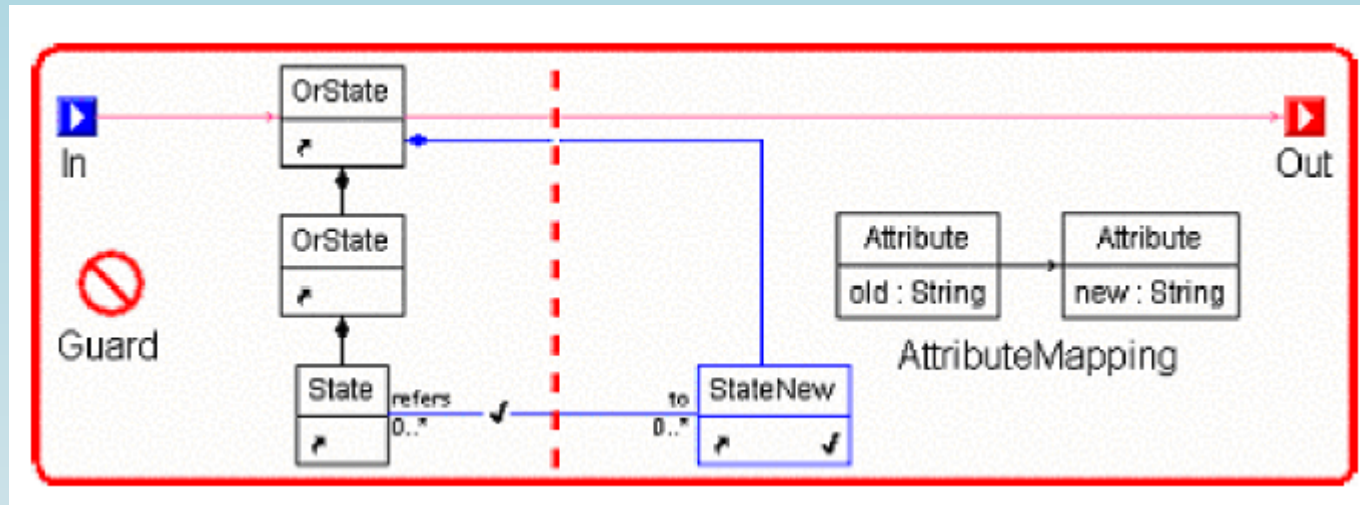 OrState
In
Out
OrState
Attribute
Attribute
old : String
new : String
Guard
AttributeMapping
State
refers
0..*
to
0..*
StateNew